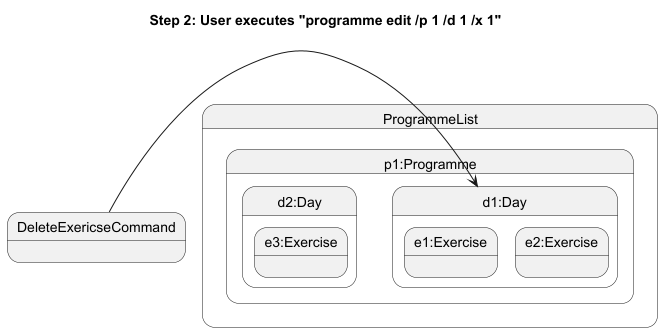 Step 2: User executes "programme edit /p 1 /d 1 /x 1"
ProgrammeList
p1:Programme
d2:Day
d1:Day
DeleteExericseCommand
e3:Exercise
e1:Exercise
e2:Exercise